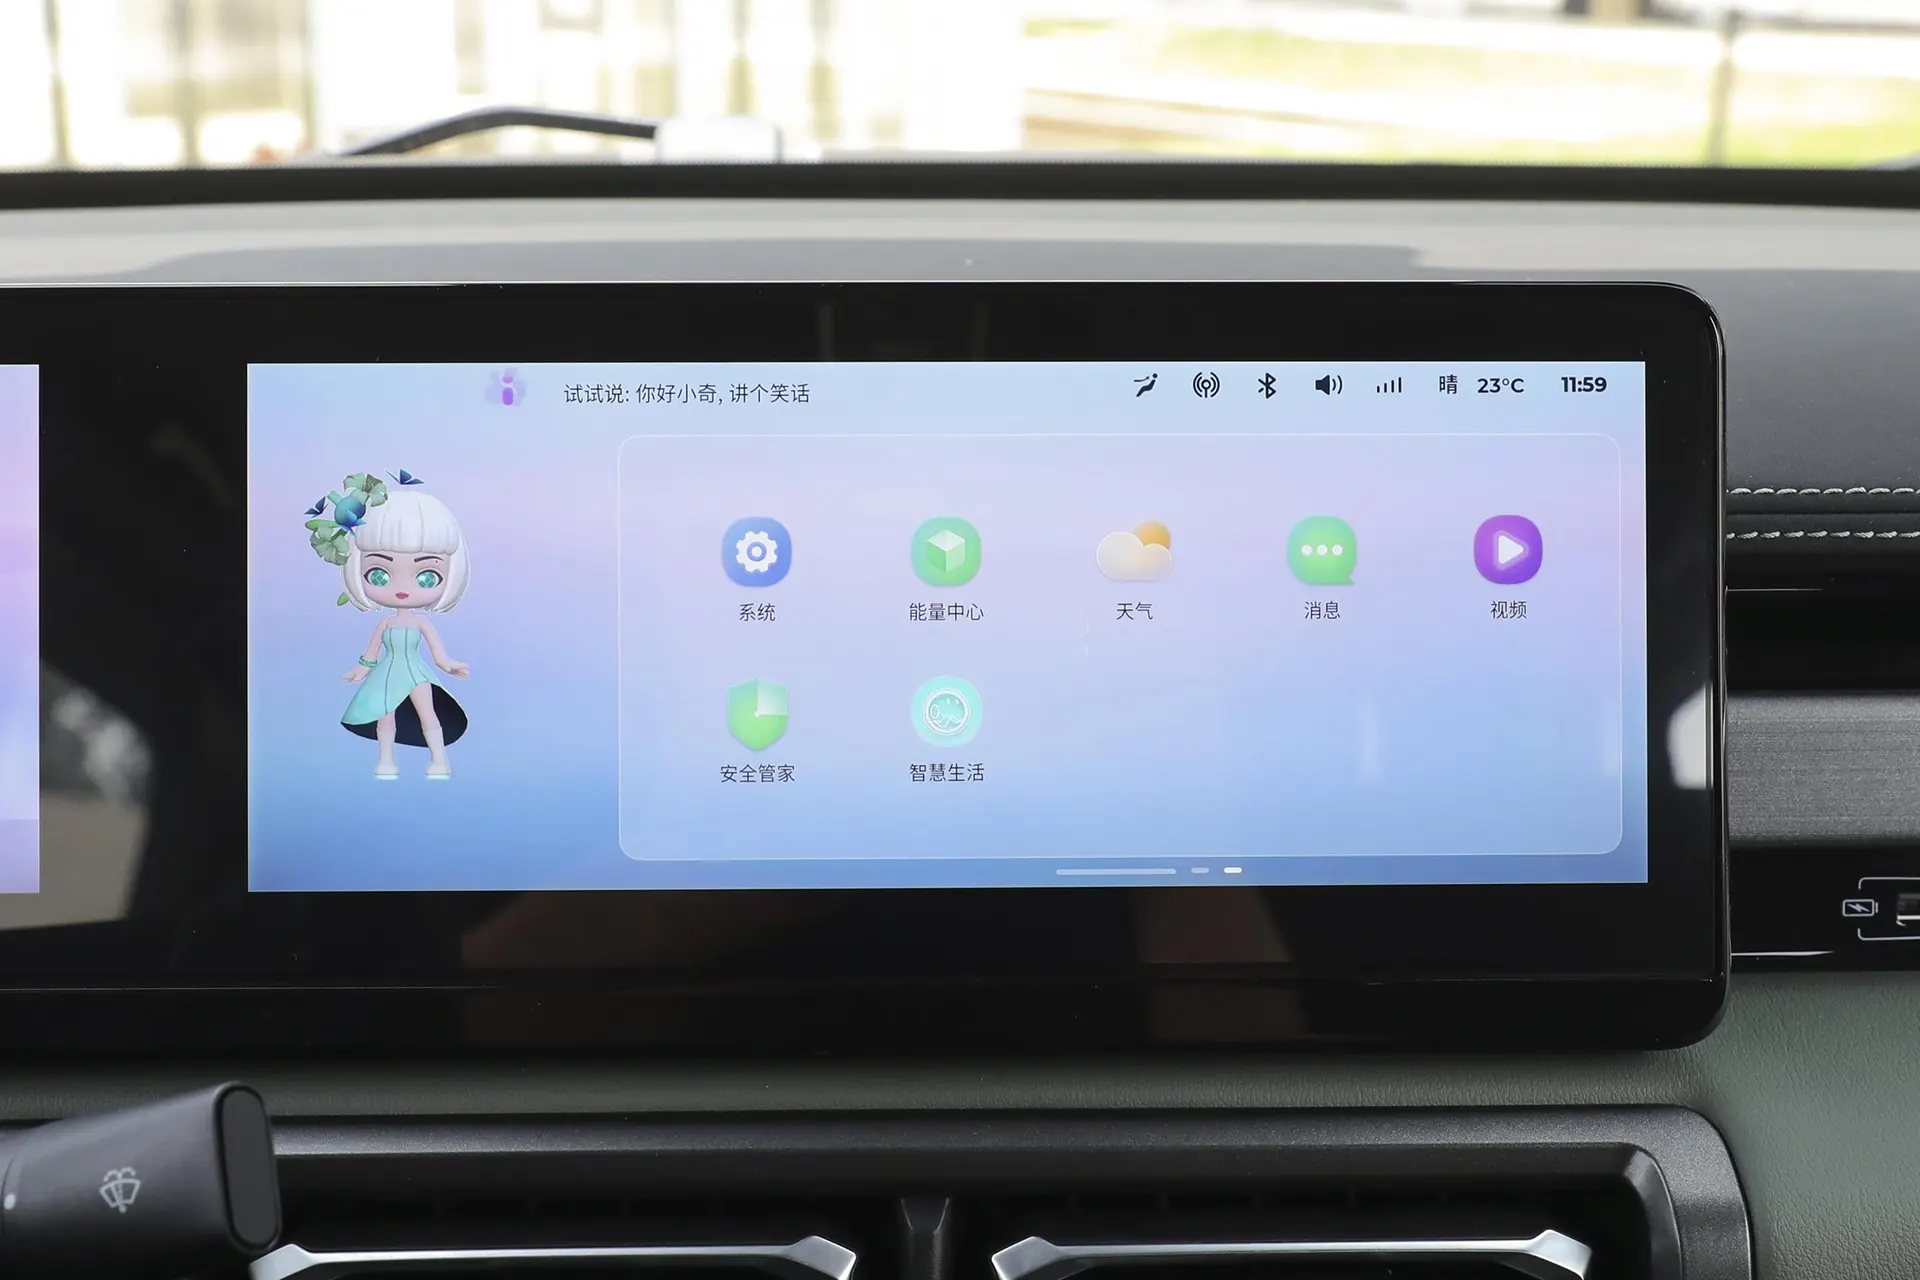 试试说: 你好小奇, 讲个笑话
晴 23°C 11:59
系统 能量中心 天气 消息 视频
安全管家 智慧生活